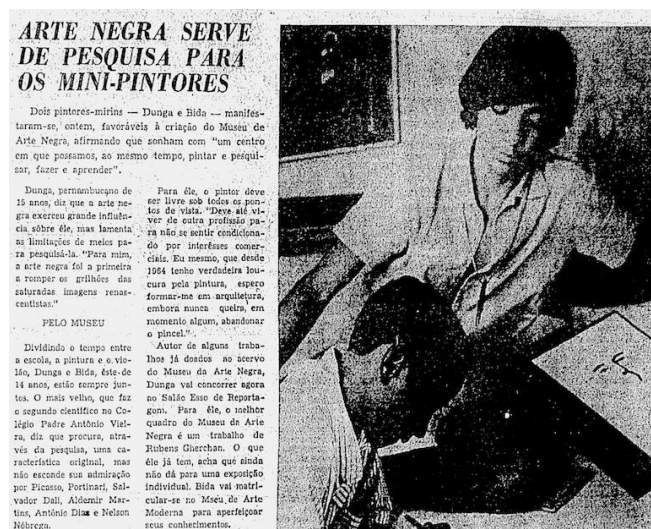 ARTE NEGRA SERVE
DE PESQUISA PARA
OS MINI-PINTORES
Dois pintores-mirins — Dunga e Bida — manifes-
taram-se, ontem, favoráveis à criação do Museu de
Arte Negra, afirmando que sonham com "um centro
em que possamos, ao mesmo tempo, pintar e pesqui-
sar, fazer e aprender".
Dunga, pernambucano de
15 anos, diz que a arte ne-
gra exerceu grande influên-
cia sôbre êle, mas lamenta
as limitações de meios pa-
ra pesquisá-la. "Para mim,
a arte negra foi a primeira
a romper os grilhões das
saturadas imagens renas-
centistas."
PELO MUSEU
Dividindo o tempo entre
a escola, a pintura e o vio-
lão, Dunga e Bida, êste de
14 anos, estão sempre jun-
tos. O mais velho, que faz
o segundo científico no Co-
légio Padre Antônio Viei-
ra, diz que procura, atra-
vés da pesquisa, uma ca-
racterística original, mas
não esconde sua admiração
por Picasso, Portinari, Sal-
vador Dali, Aldemir Mar-
tins, Antônio Dias e Nelson
Nóbrega.
Para êle, o pintor deve
ser livre sob todos os pon-
tos de vista. "Deve até vi-
ver de outra profissão pa-
ra não se sentir condiciona-
do por interêsses comer-
ciais. Eu mesmo, que desde
1964 tenho verdadeira lou-
cura pela pintura, espero
formar-me em arquitetura,
embora nunca queira, em
momento algum, abandonar
o pincel."
Autor de alguns traba-
lhos já doados ao acervo
do Museu da Arte Negra,
Dunga vai concorrer agora
no Salão Esso de Reporta-
gem. Para êle, o melhor
quadro do Museu da Arte
Negra é um trabalho de
Rubens Gherchan. O que
êle já tem, acha que ainda
não dá para uma exposição
individual. Bida vai matri-
cular-se no Mseu de Arte
Moderna para aperfeiçoar
seus conhecimentos.